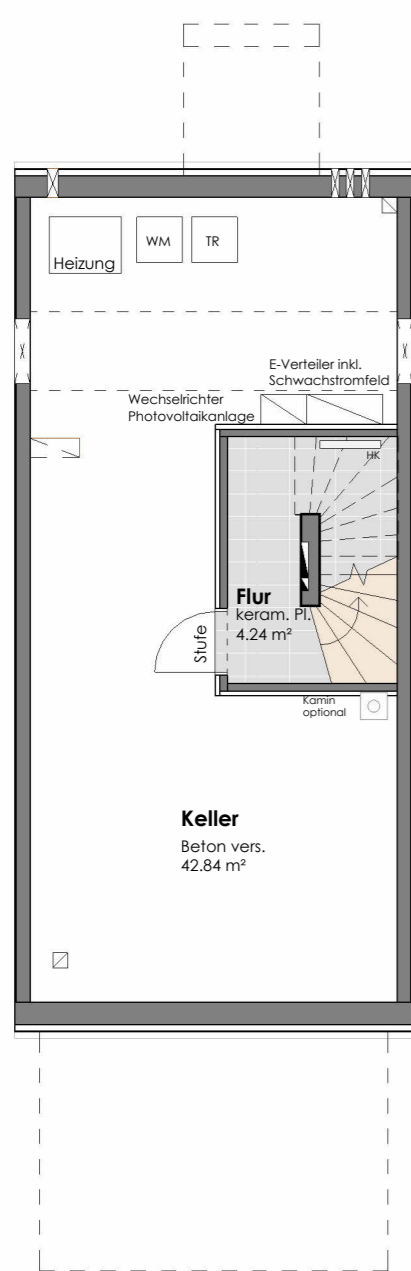 WM
TR
Heizung
E-Verteiler inkl.
Schwachstromfeld
Wechselrichter
Photovoltaikanlage
HK
Flur
keram. Pl.
4.24 m²
Stufe
Kamin
optional
Keller
Beton vers.
42.84 m²